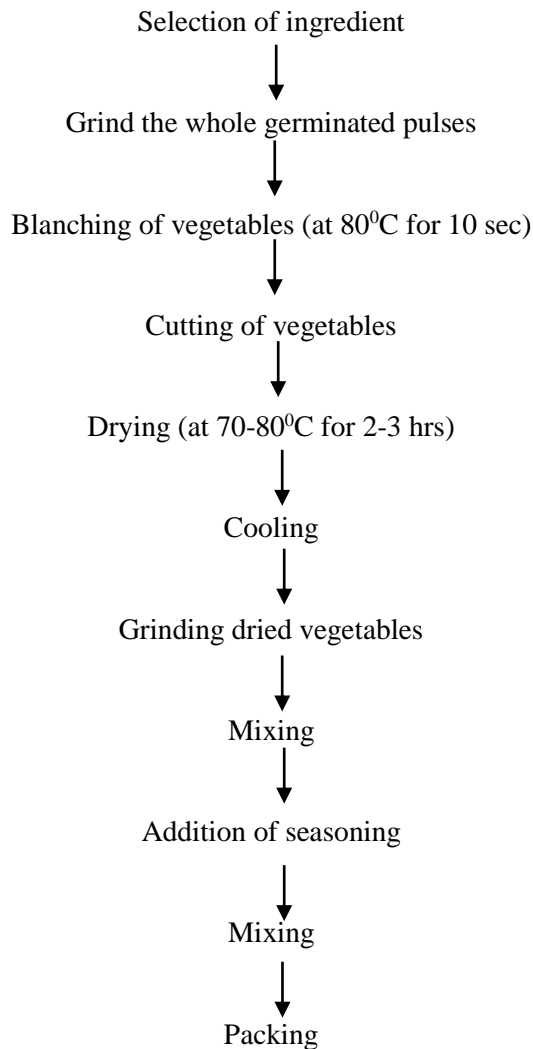 Selection of ingredient
Grind the whole germinated pulses
Blanching of vegetables (at 80⁰C for 10 sec)
Cutting of vegetables
Drying (at 70-80⁰C for 2-3 hrs)
Cooling
Grinding dried vegetables
Mixing
Addition of seasoning
Mixing
Packing